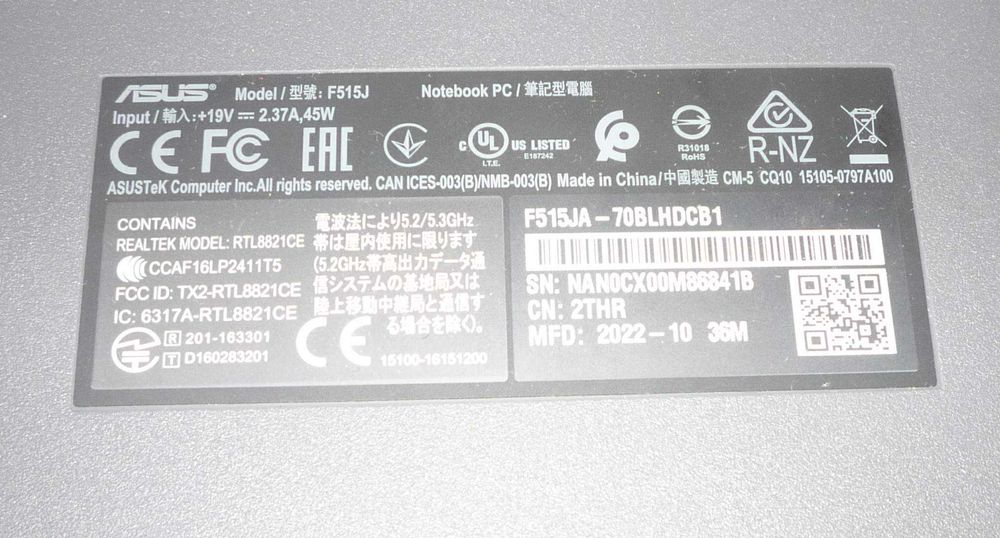 ASUS® Model / 型號: F515J Notebook PC / 筆記型電腦
Input / 輸入:+19V ⎓ 2.37A,45W
CE FC EAC C UL US LISTED R31018 R-NZ
I.T.E. E187242 RoHS
ASUSTeK Computer Inc.All rights reserved. CAN ICES-003(B)/NMB-003(B) Made in China/中國製造 CM-5 CQ10 15105-0797A100
CONTAINS
REALTEK MODEL: RTL8821CE
CCAF16LP2411T5
FCC ID: TX2-RTL8821CE
IC: 6317A-RTL8821CE
R 201-163301
T D160283201
電波法により5.2/5.3GHz
帯は屋内使用に限ります
(5.2GHz帯高出力データ通
信システムの基地局又は
陸上移動中継局と通信す
る場合を除く)。
CE
15100-16151200
F515JA-70BLHDCB1
SN: NAN0CX00M86841B
CN: 2THR
MFD: 2022-10 36M